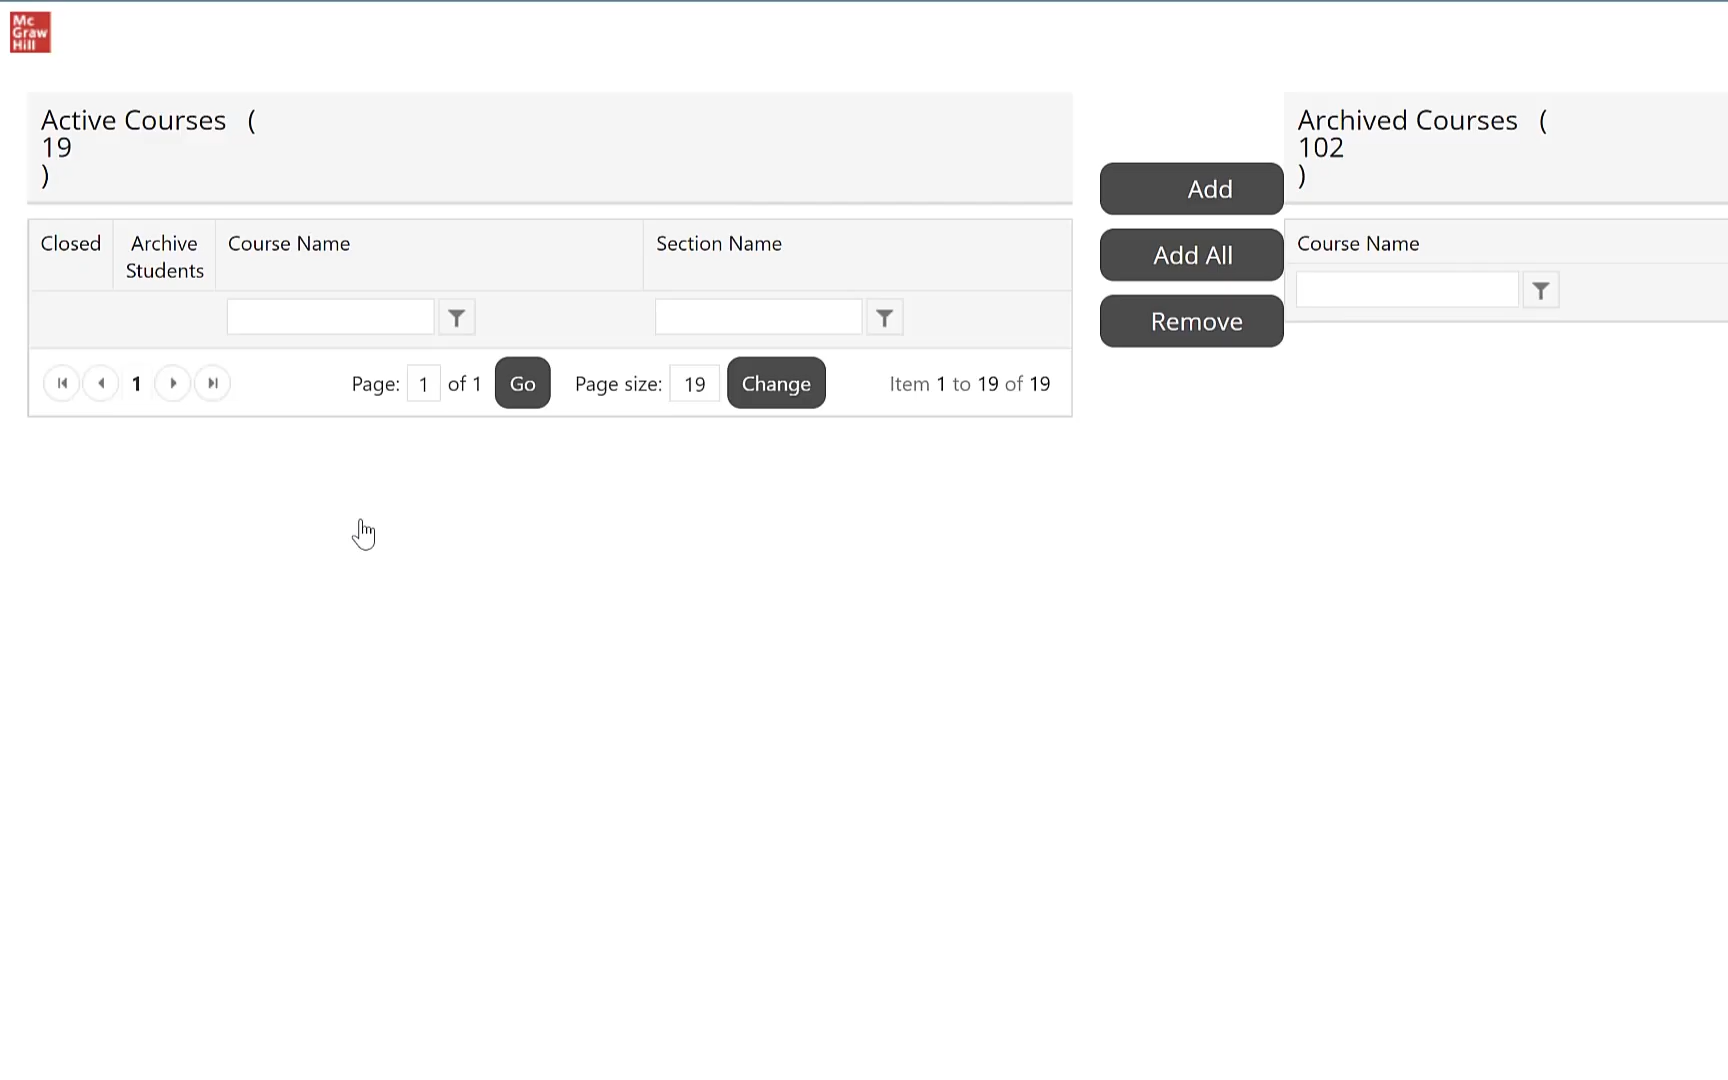 Mc
Graw
Hill
Active Courses (
19
)
Archived Courses (
102
)
Add
Add All
Remove
Closed
Archive
Students
Course Name
Section Name
Course Name
1
Page: 1 of 1 Go Page size: 19 Change Item 1 to 19 of 19